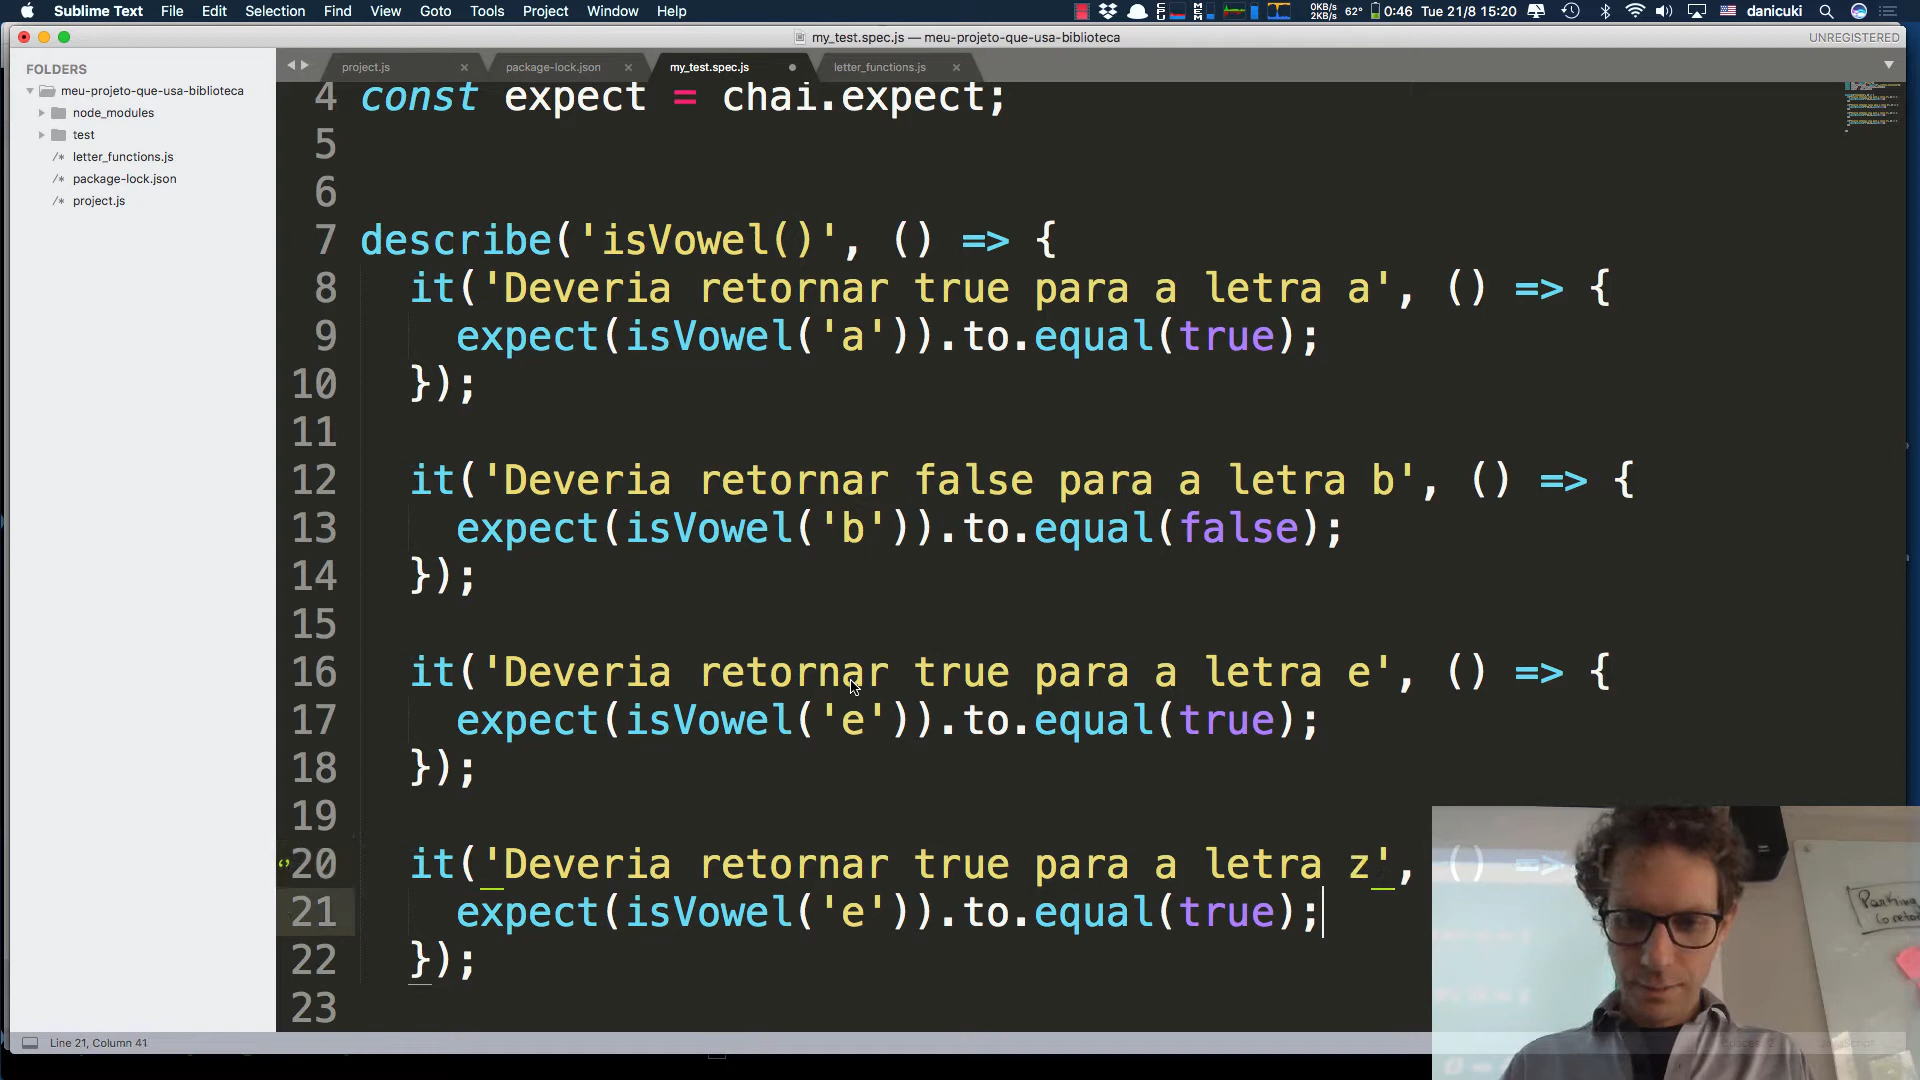 Sublime Text File Edit Selection Find View Goto Tools Project Window Help 0KB/s 2KB/s 62° 0:46 Tue 21/8 15:20 danicuki
my_test.spec.js — meu-projeto-que-usa-biblioteca UNREGISTERED
FOLDERS
meu-projeto-que-usa-biblioteca
node_modules
test
/* letter_functions.js
/* package-lock.json
/* project.js
project.js package-lock.json my_test.spec.js letter_functions.js
4 const expect = chai.expect;
5
6
7 describe('isVowel()', () => {
8 it('Deveria retornar true para a letra a', () => {
9 expect(isVowel('a')).to.equal(true);
10 });
11
12 it('Deveria retornar false para a letra b', () => {
13 expect(isVowel('b')).to.equal(false);
14 });
15
16 it('Deveria retornar true para a letra e', () => {
17 expect(isVowel('e')).to.equal(true);
18 });
19
20 it('Deveria retornar true para a letra z', () =>
21 expect(isVowel('e')).to.equal(true);
22 });
23
Line 21, Column 41
Parking